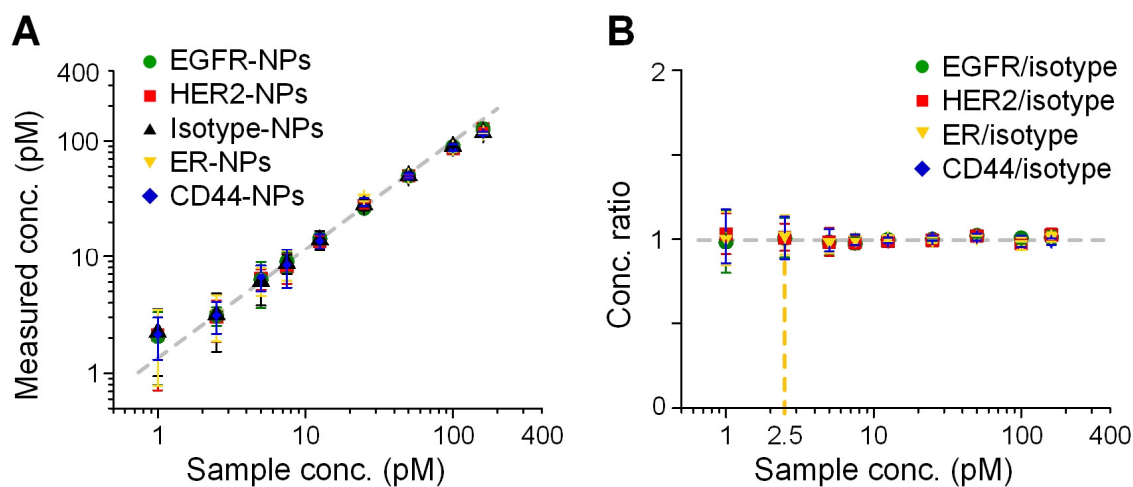 A
EGFR-NPs
HER2-NPs
Isotype-NPs
ER-NPs
CD44-NPs
Measured conc. (pM)
400
100
10
1
1
10
100
400
Sample conc. (pM)
B
EGFR/isotype
HER2/isotype
ER/isotype
CD44/isotype
Conc. ratio
2
1
0
1
2.5
10
100
400
Sample conc. (pM)